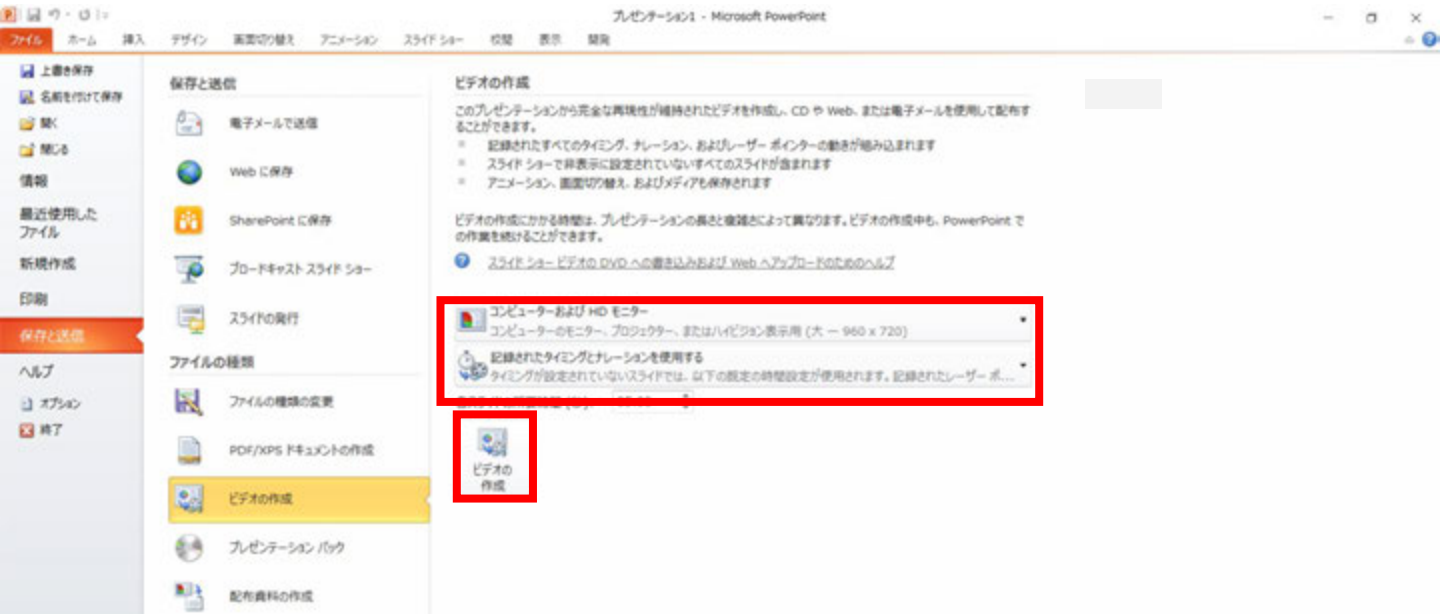 プレゼンテーション1 - Microsoft PowerPoint
ファイル ホーム 挿入 デザイン 画面切り替え アニメーション スライド ショー 校閲 表示 開発
上書き保存
名前を付けて保存
開く
閉じる
情報
最近使用した
ファイル
新規作成
印刷
保存と送信
ヘルプ
オプション
終了
保存と送信
電子メールで送信
Web に保存
SharePoint に保存
ブロードキャスト スライド ショー
スライドの発行
ファイルの種類
ファイルの種類の変更
PDF/XPS ドキュメントの作成
ビデオの作成
プレゼンテーション パック
配布資料の作成
ビデオの作成
このプレゼンテーションから完全な再現性が維持されたビデオを作成し、CD や Web、または電子メールを使用して配布す
ることができます。
記録されたすべてのタイミング、ナレーション、およびレーザー ポインターの動きが組み込まれます
スライド ショーで非表示に設定されていないすべてのスライドが含まれます
アニメーション、画面切り替え、およびメディアも保存されます
ビデオの作成にかかる時間は、プレゼンテーションの長さと複雑さによって異なります。ビデオの作成中も、PowerPoint で
の作業を続けることができます。
スライド ショー ビデオの DVD への書き込みおよび Web へアップロードのためのヘルプ
コンピューターおよび HD モニター
コンピューターのモニター、プロジェクター、またはハイビジョン表示用 (大 － 960 x 720)
記録されたタイミングとナレーションを使用する
タイミングが設定されていないスライドでは、以下の既定の時間設定が使用されます。記録されたレーザー ポ...
ビデオの
作成